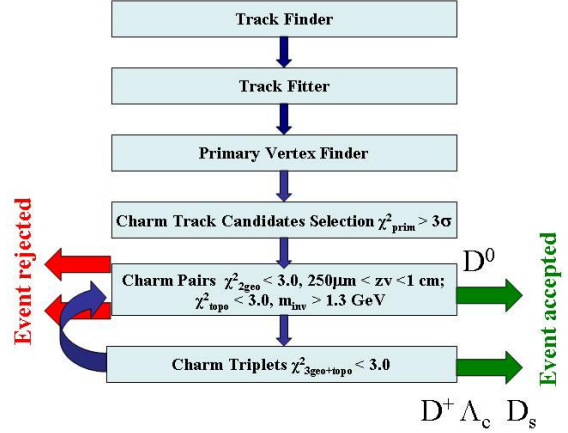 Track Finder
Track Fitter
Primary Vertex Finder
Charm Track Candidates Selection χ²prim > 3σ
Event rejected
Charm Pairs χ²2geo < 3.0, 250μm < zv <1 cm;
χ²topo < 3.0, minv > 1.3 GeV
D⁰
Event accepted
Charm Triplets χ²3geo+topo < 3.0
D⁺ Λc Ds